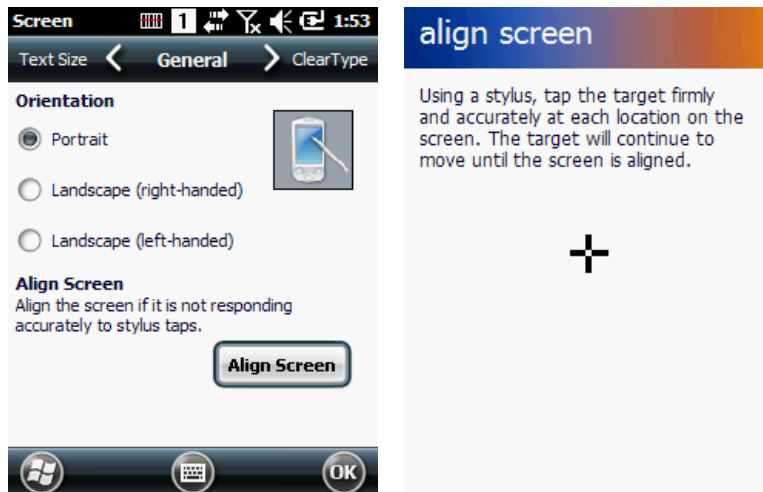 Screen 1 1:53
Text Size General ClearType
Orientation
Portrait
Landscape (right-handed)
Landscape (left-handed)
Align Screen
Align the screen if it is not responding
accurately to stylus taps.
Align Screen
OK
align screen
Using a stylus, tap the target firmly
and accurately at each location on the
screen. The target will continue to
move until the screen is aligned.